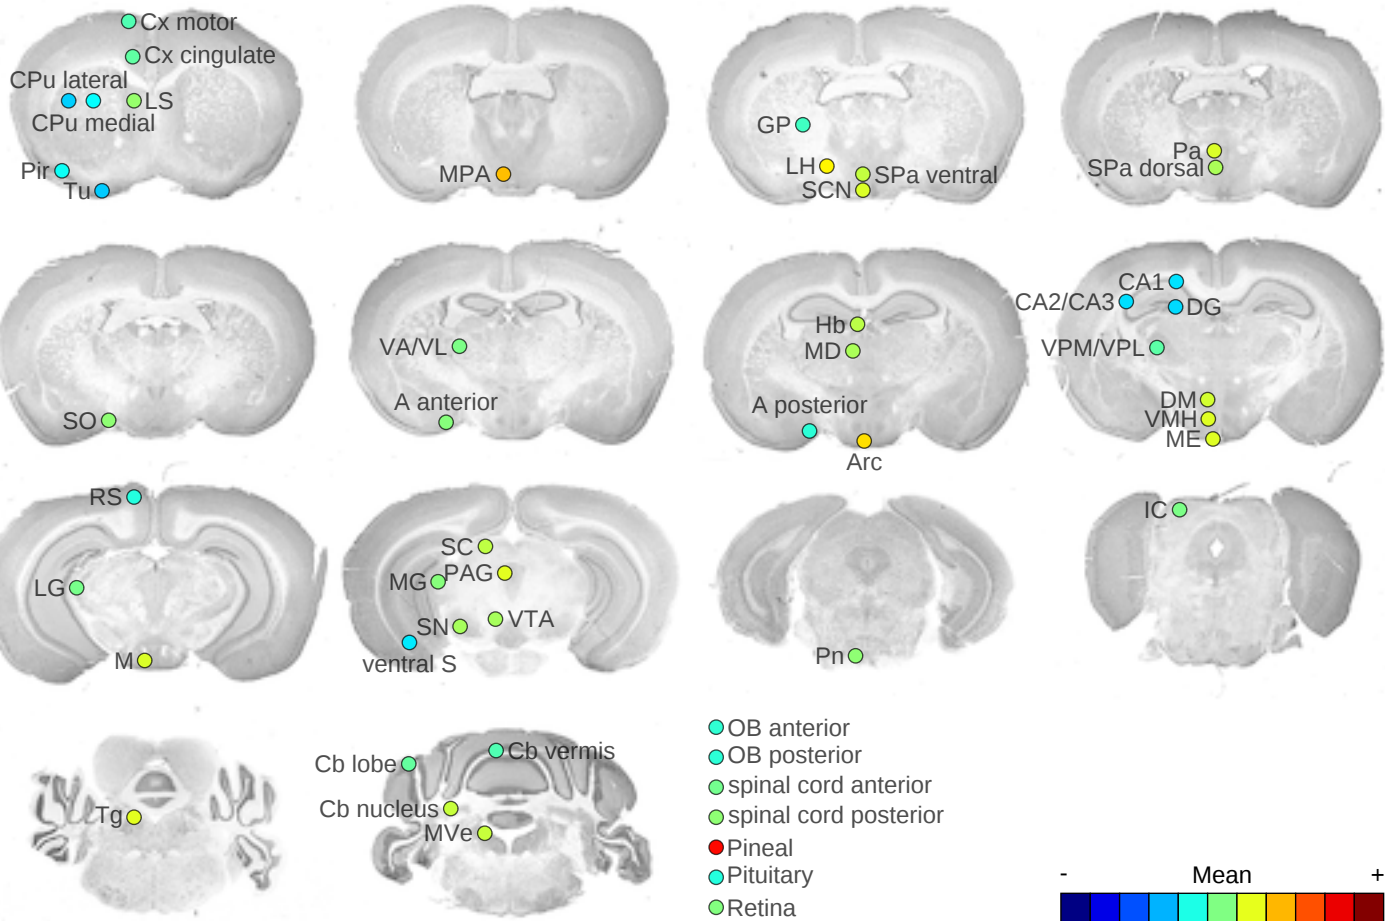 Cx motor
Cx cingulate
CPu lateral
LS
CPu medial
Pir
Tu
MPA
GP
LH
SPa ventral
SCN
Pa
SPa dorsal
SO
VA/VL
A anterior
Hb
MD
A posterior
Arc
CA1
CA2/CA3
DG
VPM/VPL
DM
VMH
ME
RS
LG
M
SC
MG
PAG
SN
VTA
ventral S
Pn
IC
Tg
Cb lobe
Cb vermis
Cb nucleus
MVe
OB anterior
OB posterior
spinal cord anterior
spinal cord posterior
Pineal
Pituitary
Retina
- Mean +